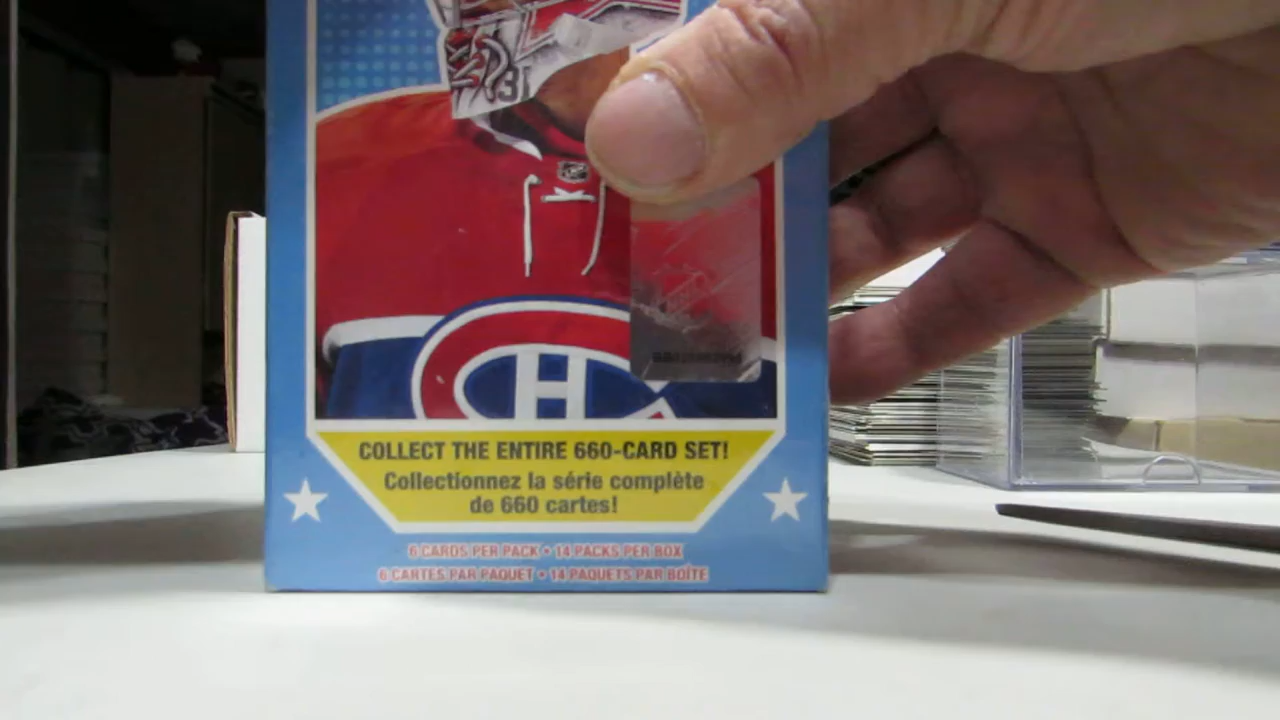 31
COLLECT THE ENTIRE 660-CARD SET!
Collectionnez la série complète
de 660 cartes!
6 CARDS PER PACK • 14 PACKS PER BOX
6 CARTES PAR PAQUET • 14 PAQUETS PAR BOÎTE